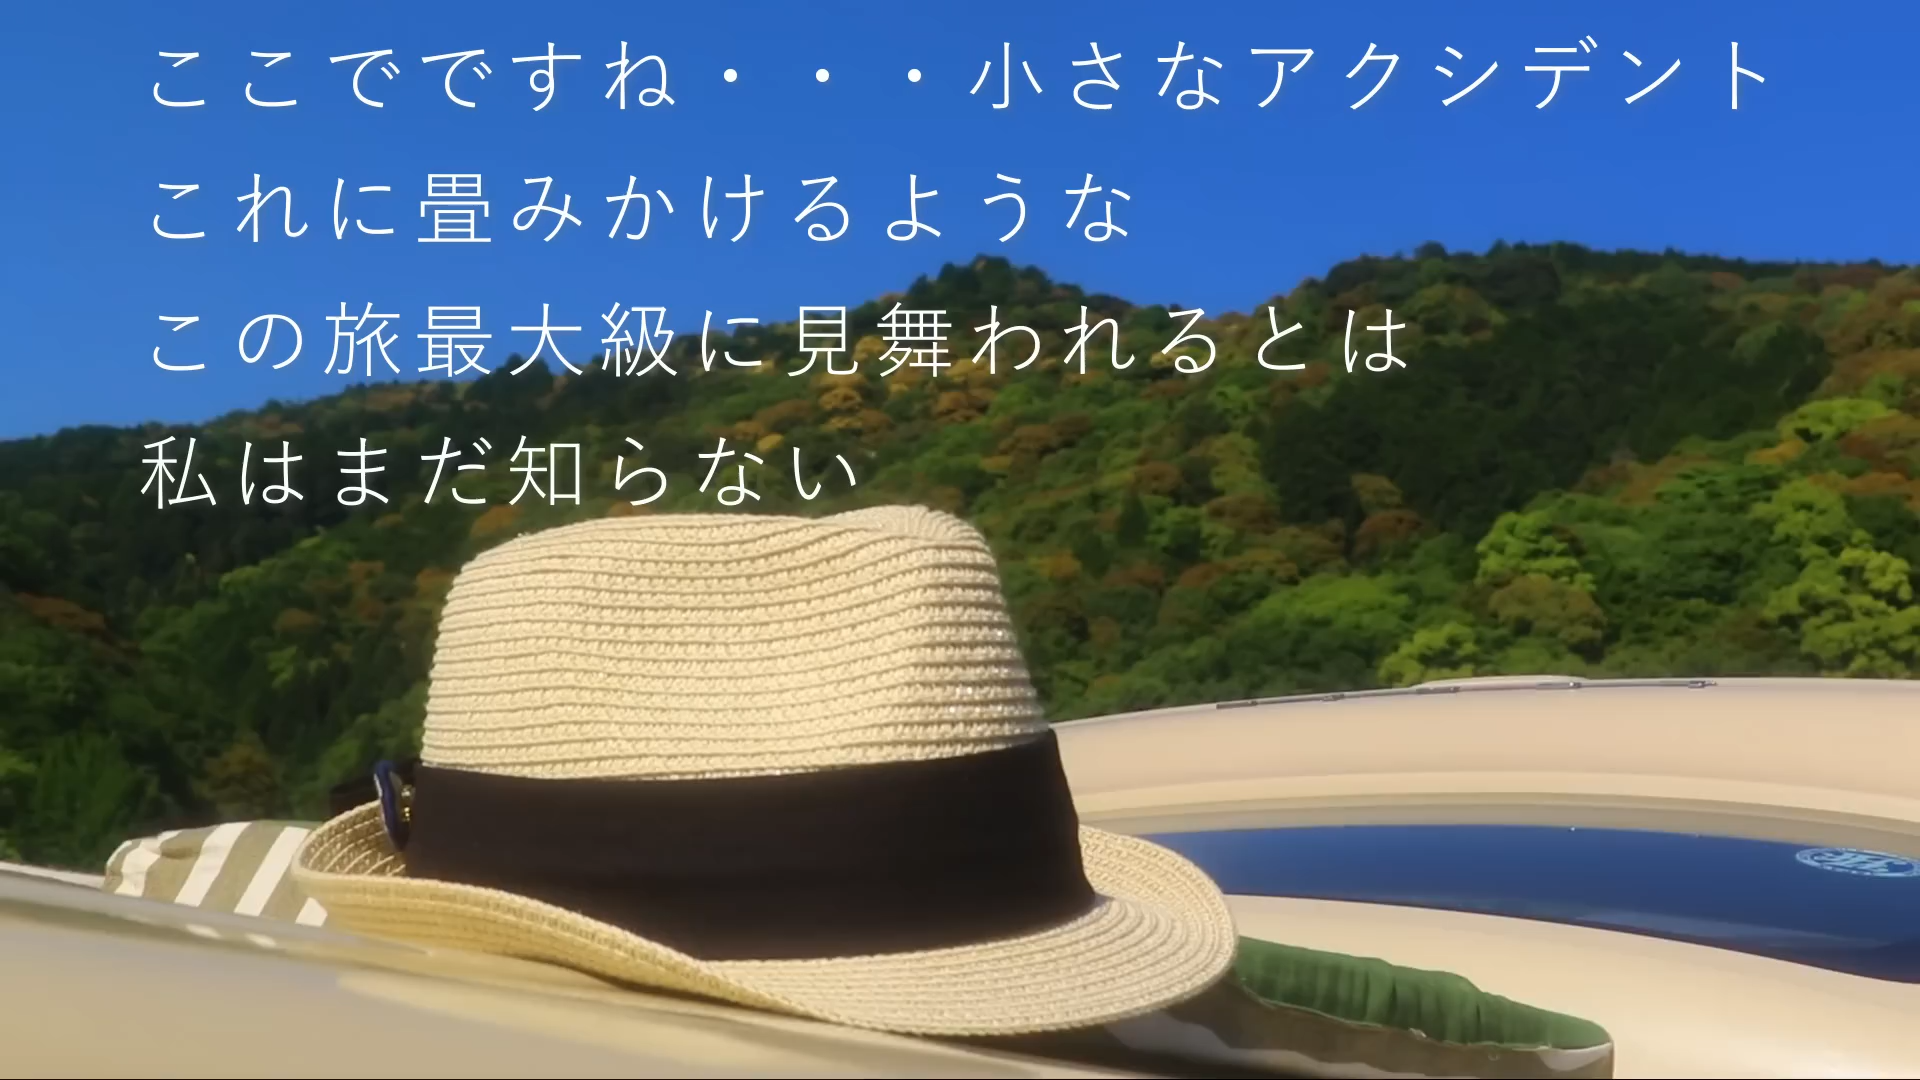 ここでですね・・・小さなアクシデント
これに畳みかけるような
この旅最大級に見舞われるとは
私はまだ知らない